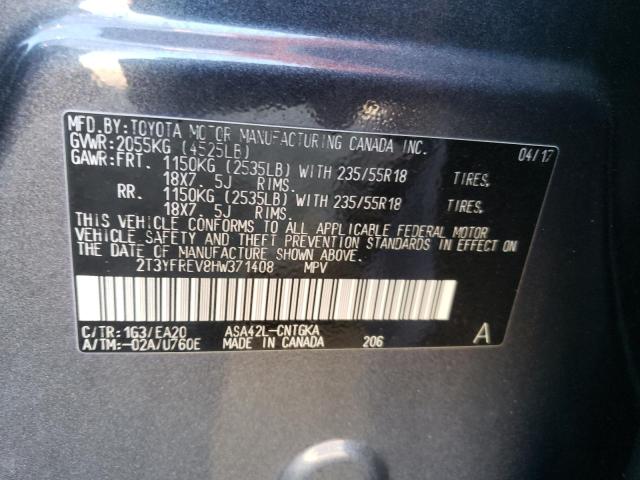 MFD.BY:TOYOTA MOTOR MANUFACTURING CANADA INC.
GVWR:2055KG (4525LB) 04/17
GAWR:FRT. 1150KG (2535LB) WITH 235/55R18 TIRES,
18X7.5J RIMS.
RR. 1150KG (2535LB) WITH 235/55R18 TIRES,
18X7.5J RIMS.
THIS VEHICLE CONFORMS TO ALL APPLICABLE FEDERAL MOTOR
VEHICLE SAFETY AND THEFT PREVENTION STANDARDS IN EFFECT ON
THE DATE OF MANUFACTURE SHOWN ABOVE.
2T3YFREV8HW371408 MPV
C/TR:1G3/EA20 ASA42L-CNTGKA A
A/TM:-02A/U760E MADE IN CANADA 206